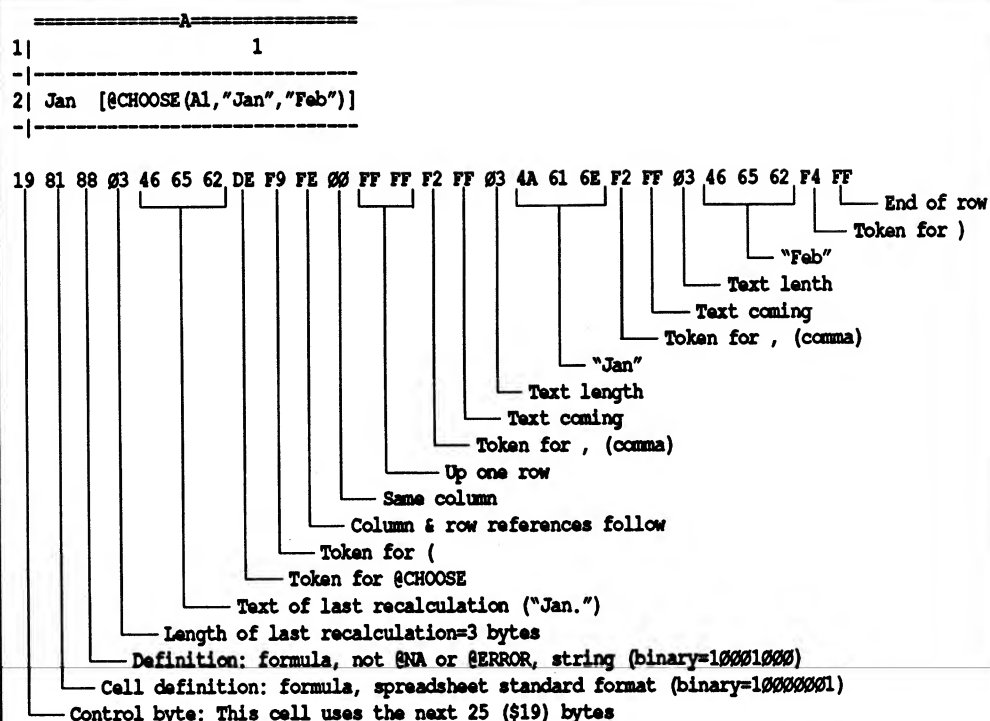 ==============A================
1| 1
-|-------------------------------
2| Jan [@CHOOSE(A1,"Jan","Feb")]
-|-------------------------------
19 81 88 Ø3 46 65 62 DE F9 FE ØØ FF FF F2 FF Ø3 4A 61 6E F2 FF Ø3 46 65 62 F4 FF
End of row
Token for )
"Feb"
Text lenth
Text coming
Token for , (comma)
"Jan"
Text length
Text coming
Token for , (comma)
Up one row
Same column
Column & row references follow
Token for (
Token for @CHOOSE
Text of last recalculation ("Jan.")
Length of last recalculation=3 bytes
Definition: formula, not @NA or @ERROR, string (binary=1ØØØ1ØØØ)
Cell definition: formula, spreadsheet standard format (binary=1ØØØØØØ1)
Control byte: This cell uses the next 25 ($19) bytes